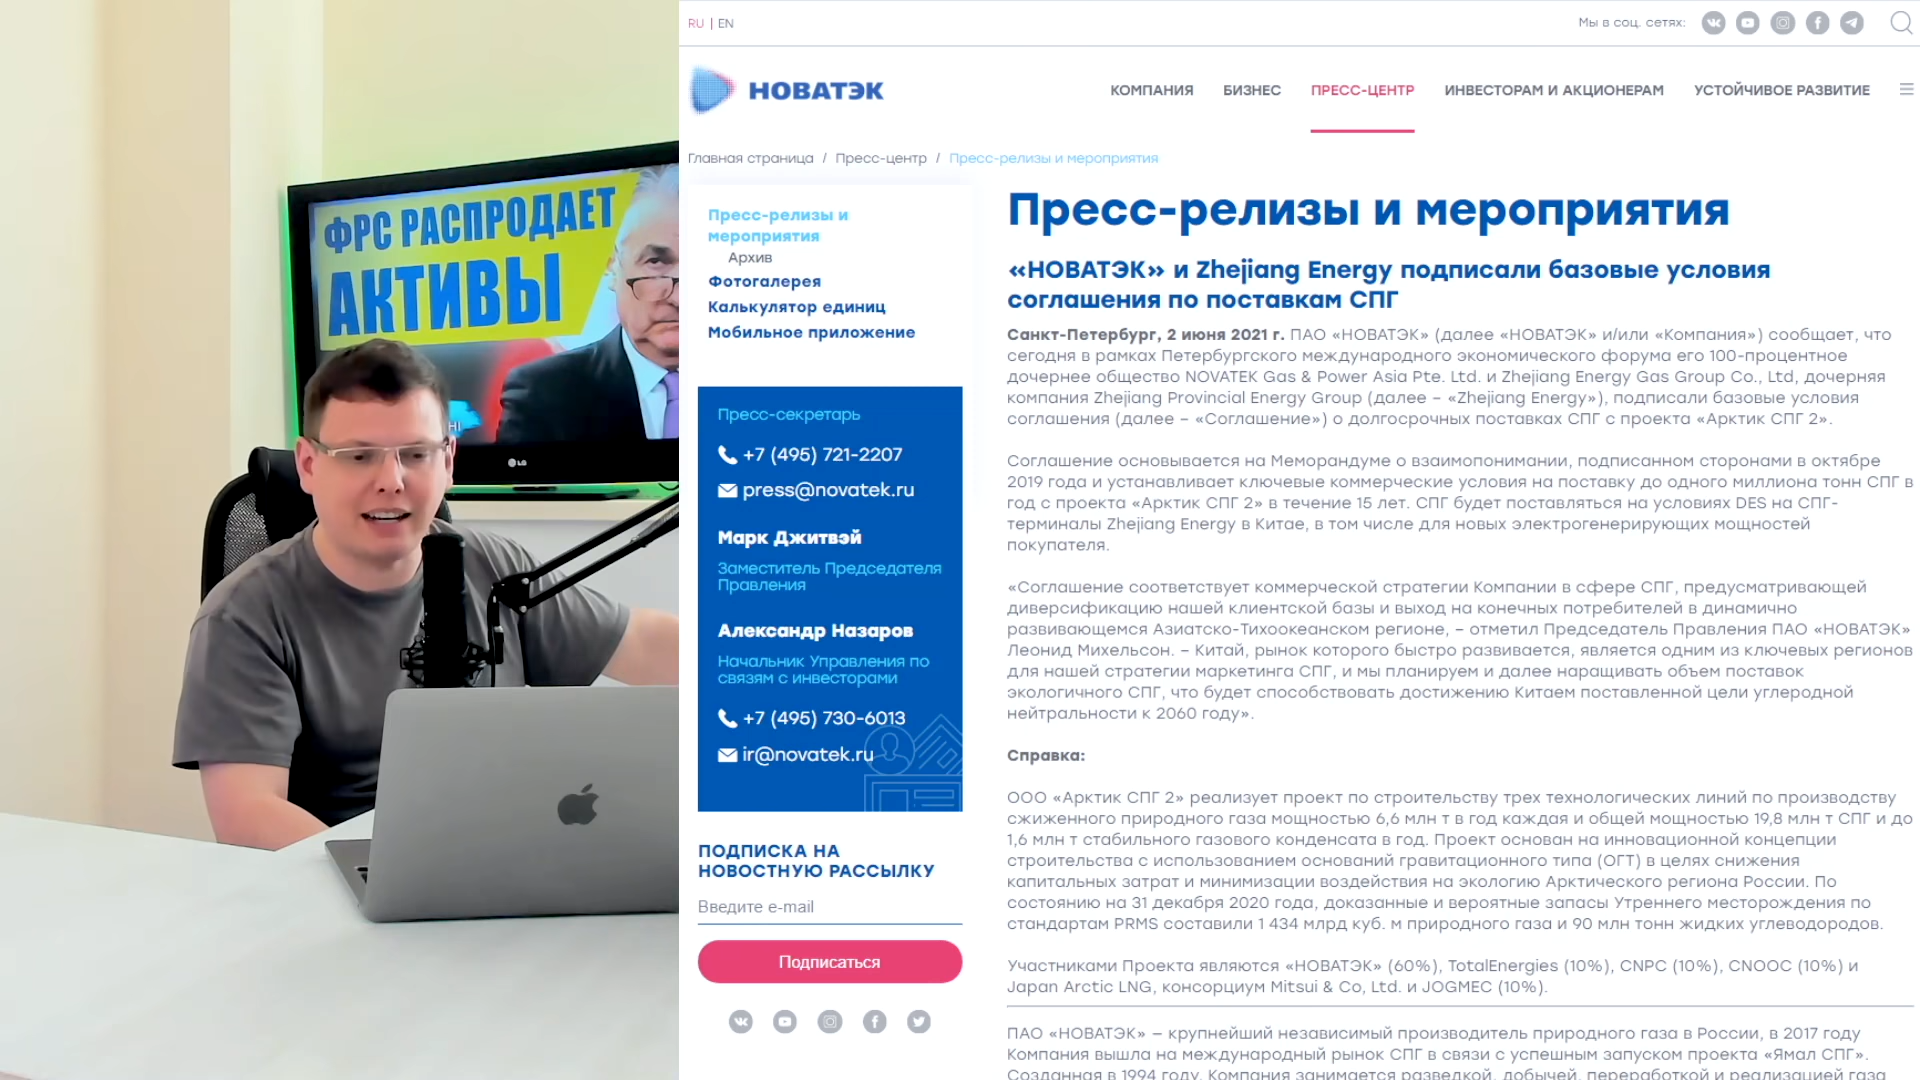 ФРС РАСПРОДАЕТ
АКТИВЫ
LG
RU | EN
Мы в соц. сетях:
НОВАТЭК
КОМПАНИЯ
БИЗНЕС
ПРЕСС-ЦЕНТР
ИНВЕСТОРАМ И АКЦИОНЕРАМ
УСТОЙЧИВОЕ РАЗВИТИЕ
Главная страница / Пресс-центр / Пресс-релизы и мероприятия
Пресс-релизы и
мероприятия
Архив
Фотогалерея
Калькулятор единиц
Мобильное приложение
Пресс-секретарь
+7 (495) 721-2207
press@novatek.ru
Марк Джитвэй
Заместитель Председателя
Правления
Александр Назаров
Начальник Управления по
связям с инвесторами
+7 (495) 730-6013
ir@novatek.ru
ПОДПИСКА НА
НОВОСТНУЮ РАССЫЛКУ
Введите e-mail
Подписаться
Пресс-релизы и мероприятия
«НОВАТЭК» и Zhejiang Energy подписали базовые условия
соглашения по поставкам СПГ
Санкт-Петербург, 2 июня 2021 г. ПАО «НОВАТЭК» (далее «НОВАТЭК» и/или «Компания») сообщает, что
сегодня в рамках Петербургского международного экономического форума его 100-процентное
дочернее общество NOVATEK Gas & Power Asia Pte. Ltd. и Zhejiang Energy Gas Group Co., Ltd, дочерняя
компания Zhejiang Provincial Energy Group (далее – «Zhejiang Energy»), подписали базовые условия
соглашения (далее – «Соглашение») о долгосрочных поставках СПГ с проекта «Арктик СПГ 2».
Соглашение основывается на Меморандуме о взаимопонимании, подписанном сторонами в октябре
2019 года и устанавливает ключевые коммерческие условия на поставку до одного миллиона тонн СПГ в
год с проекта «Арктик СПГ 2» в течение 15 лет. СПГ будет поставляться на условиях DES на СПГ-
терминалы Zhejiang Energy в Китае, в том числе для новых электрогенерирующих мощностей
покупателя.
«Соглашение соответствует коммерческой стратегии Компании в сфере СПГ, предусматривающей
диверсификацию нашей клиентской базы и выход на конечных потребителей в динамично
развивающемся Азиатско-Тихоокеанском регионе, – отметил Председатель Правления ПАО «НОВАТЭК»
Леонид Михельсон. – Китай, рынок которого быстро развивается, является одним из ключевых регионов
для нашей стратегии маркетинга СПГ, и мы планируем и далее наращивать объем поставок
экологичного СПГ, что будет способствовать достижению Китаем поставленной цели углеродной
нейтральности к 2060 году».
Справка:
ООО «Арктик СПГ 2» реализует проект по строительству трех технологических линий по производству
сжиженного природного газа мощностью 6,6 млн т в год каждая и общей мощностью 19,8 млн т СПГ и до
1,6 млн т стабильного газового конденсата в год. Проект основан на инновационной концепции
строительства с использованием оснований гравитационного типа (ОГТ) в целях снижения
капитальных затрат и минимизации воздействия на экологию Арктического региона России. По
состоянию на 31 декабря 2020 года, доказанные и вероятные запасы Утреннего месторождения по
стандартам PRMS составили 1 434 млрд куб. м природного газа и 90 млн тонн жидких углеводородов.
Участниками Проекта являются «НОВАТЭК» (60%), TotalEnergies (10%), CNPC (10%), CNOOC (10%) и
Japan Arctic LNG, консорциум Mitsui & Co, Ltd. и JOGMEC (10%).
ПАО «НОВАТЭК» — крупнейший независимый производитель природного газа в России, в 2017 году
Компания вышла на международный рынок СПГ в связи с успешным запуском проекта «Ямал СПГ».
Созданная в 1994 году, Компания занимается разведкой, добычей, переработкой и реализацией газа